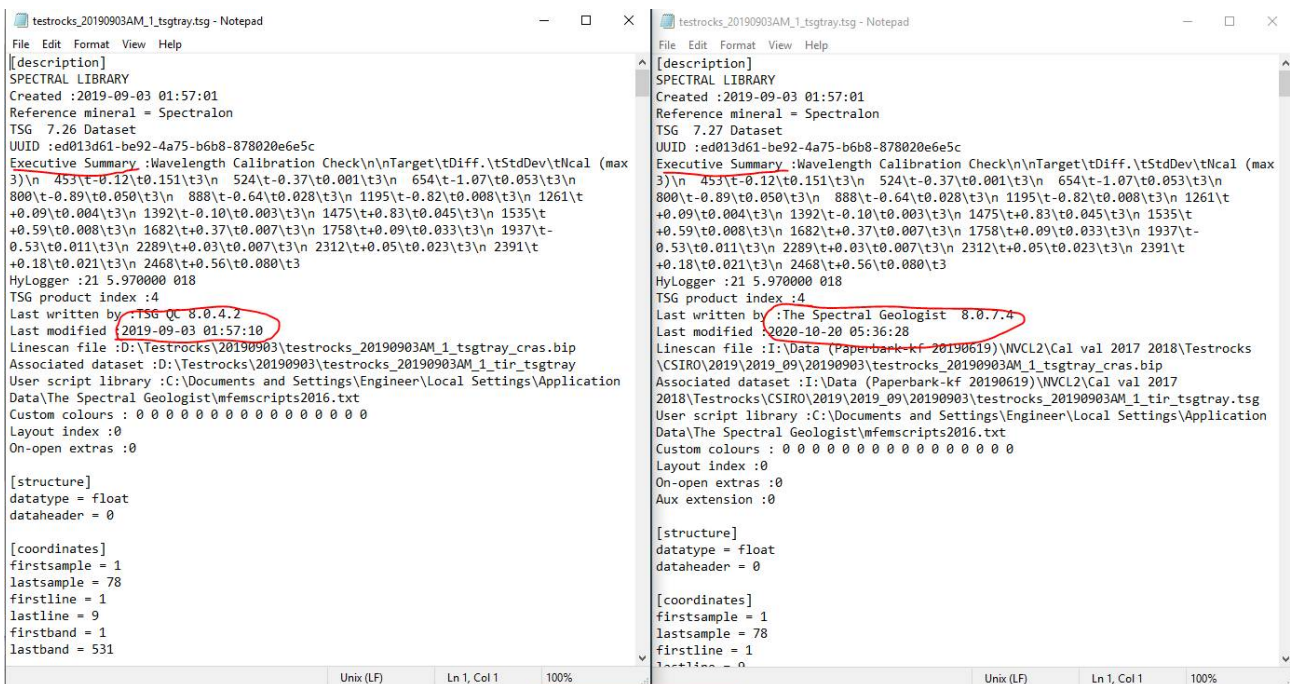 testrocks_20190903AM_1_tsgtray.tsg - Notepad
File Edit Format View Help
[description]
SPECTRAL LIBRARY
Created :2019-09-03 01:57:01
Reference mineral = Spectralon
TSG  7.26 Dataset
UUID :ed013d61-be92-4a75-b6b8-878020e6e5c
Executive Summary :Wavelength Calibration Check\n\nTarget\tDiff.\tStdDev\tNcal (max
3)\n  453\t-0.12\t0.151\t3\n  524\t-0.37\t0.001\t3\n  654\t-1.07\t0.053\t3\n
800\t-0.89\t0.050\t3\n  888\t-0.64\t0.028\t3\n 1195\t-0.82\t0.008\t3\n 1261\t
+0.09\t0.004\t3\n 1392\t-0.10\t0.003\t3\n 1475\t+0.83\t0.045\t3\n 1535\t
+0.59\t0.008\t3\n 1682\t+0.37\t0.007\t3\n 1758\t+0.09\t0.033\t3\n 1937\t-
0.53\t0.011\t3\n 2289\t+0.03\t0.007\t3\n 2312\t+0.05\t0.023\t3\n 2391\t
+0.18\t0.021\t3\n 2468\t+0.56\t0.080\t3
HyLogger :21 5.970000 018
TSG product index :4
Last written by :TSG QC 8.0.4.2
Last modified :2019-09-03 01:57:10
Linescan file :D:\Testrocks\20190903\testrocks_20190903AM_1_tsgtray_cras.bip
Associated dataset :D:\Testrocks\20190903\testrocks_20190903AM_1_tir_tsgtray
User script library :C:\Documents and Settings\Engineer\Local Settings\Application
Data\The Spectral Geologist\mfemscripts2016.txt
Custom colours : 0 0 0 0 0 0 0 0 0 0 0 0 0 0 0 0
Layout index :0
On-open extras :0
[structure]
datatype = float
dataheader = 0
[coordinates]
firstsample = 1
lastsample = 78
firstline = 1
lastline = 9
firstband = 1
lastband = 531
Unix (LF) Ln 1, Col 1 100%
testrocks_20190903AM_1_tsgtray.tsg - Notepad
File Edit Format View Help
[description]
SPECTRAL LIBRARY
Created :2019-09-03 01:57:01
Reference mineral = Spectralon
TSG  7.27 Dataset
UUID :ed013d61-be92-4a75-b6b8-878020e6e5c
Executive Summary :Wavelength Calibration Check\n\nTarget\tDiff.\tStdDev\tNcal (max
3)\n  453\t-0.12\t0.151\t3\n  524\t-0.37\t0.001\t3\n  654\t-1.07\t0.053\t3\n
800\t-0.89\t0.050\t3\n  888\t-0.64\t0.028\t3\n 1195\t-0.82\t0.008\t3\n 1261\t
+0.09\t0.004\t3\n 1392\t-0.10\t0.003\t3\n 1475\t+0.83\t0.045\t3\n 1535\t
+0.59\t0.008\t3\n 1682\t+0.37\t0.007\t3\n 1758\t+0.09\t0.033\t3\n 1937\t-
0.53\t0.011\t3\n 2289\t+0.03\t0.007\t3\n 2312\t+0.05\t0.023\t3\n 2391\t
+0.18\t0.021\t3\n 2468\t+0.56\t0.080\t3
HyLogger :21 5.970000 018
TSG product index :4
Last written by :The Spectral Geologist  8.0.7.4
Last modified :2020-10-20 05:36:28
Linescan file :I:\Data (Paperbark-kf 20190619)\NVCL2\Cal val 2017 2018\Testrocks
\CSIRO\2019\2019_09\20190903\testrocks_20190903AM_1_tsgtray_cras.bip
Associated dataset :I:\Data (Paperbark-kf 20190619)\NVCL2\Cal val 2017
2018\Testrocks\CSIRO\2019\2019_09\20190903\testrocks_20190903AM_1_tir_tsgtray.tsg
User script library :C:\Documents and Settings\Engineer\Local Settings\Application
Data\The Spectral Geologist\mfemscripts2016.txt
Custom colours : 0 0 0 0 0 0 0 0 0 0 0 0 0 0 0 0
Layout index :0
On-open extras :0
Aux extension :0
[structure]
datatype = float
dataheader = 0
[coordinates]
firstsample = 1
lastsample = 78
firstline = 1
lastline = 9
Unix (LF) Ln 1, Col 1 100%